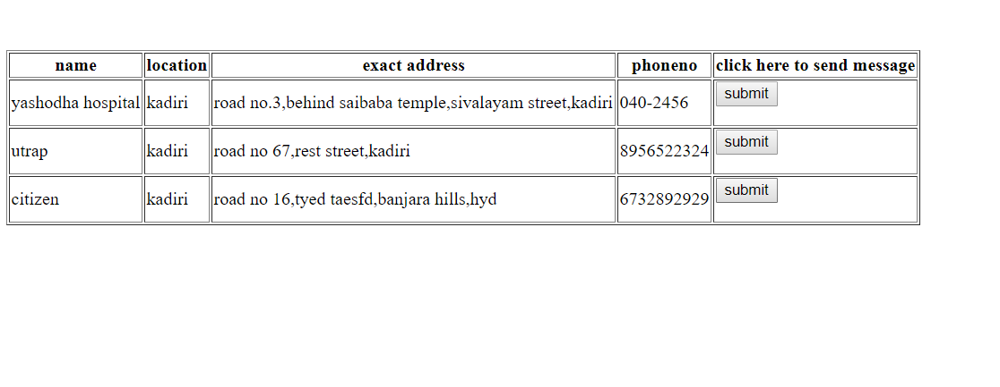 name location exact address phoneno click here to send message
yashodha hospital kadiri road no.3,behind saibaba temple,sivalayam street,kadiri 040-2456 submit
utrap kadiri road no 67,rest street,kadiri 8956522324 submit
citizen kadiri road no 16,tyed taesfd,banjara hills,hyd 6732892929 submit